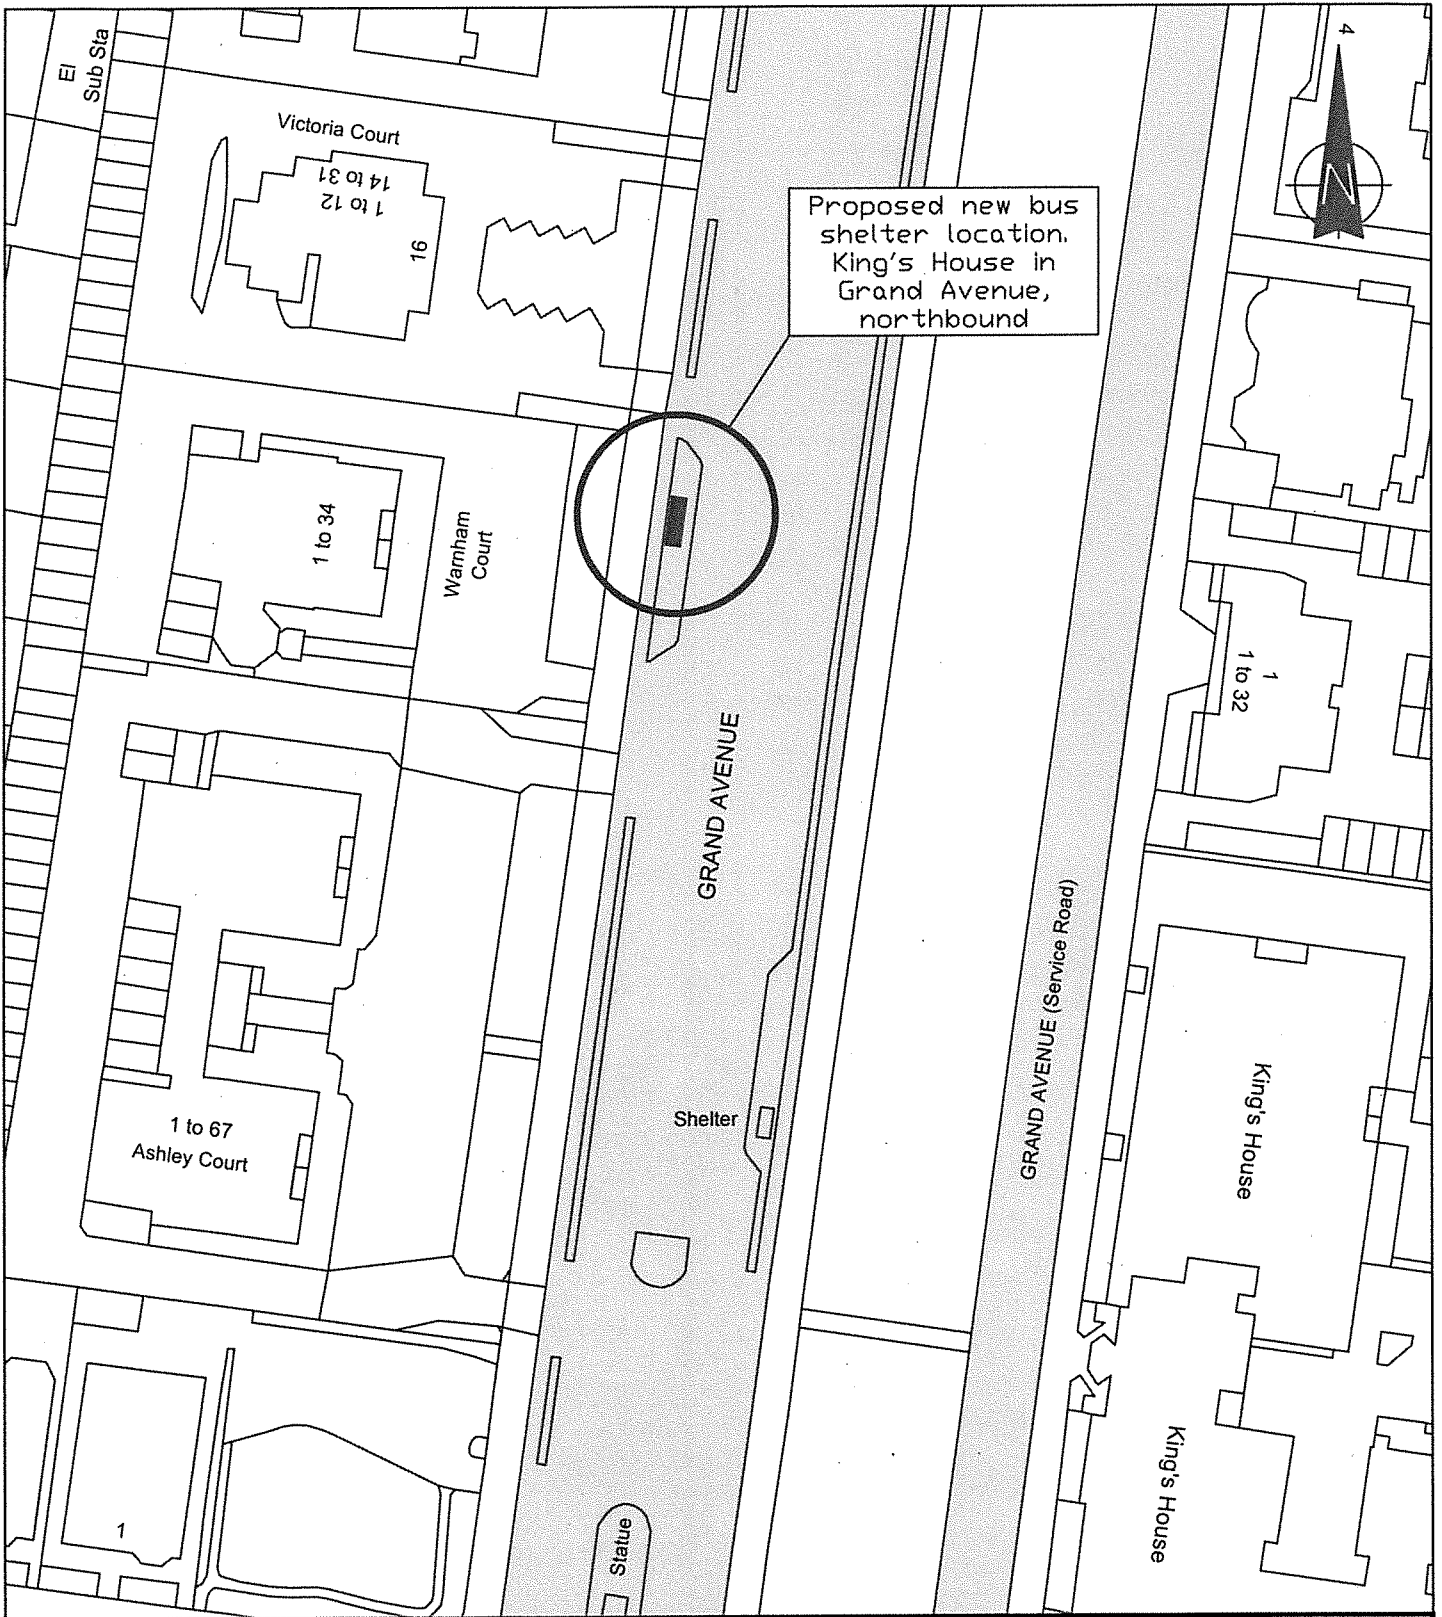 El
Sub Sta
Victoria Court
1 to 12
14 to 31
16
4
N
Proposed new bus
shelter location.
King's House in
Grand Avenue,
northbound
1 to 34
Warnham
Court
1
1 to 32
GRAND AVENUE
GRAND AVENUE (Service Road)
Shelter
King's House
1 to 67
Ashley Court
King's House
1
Statue